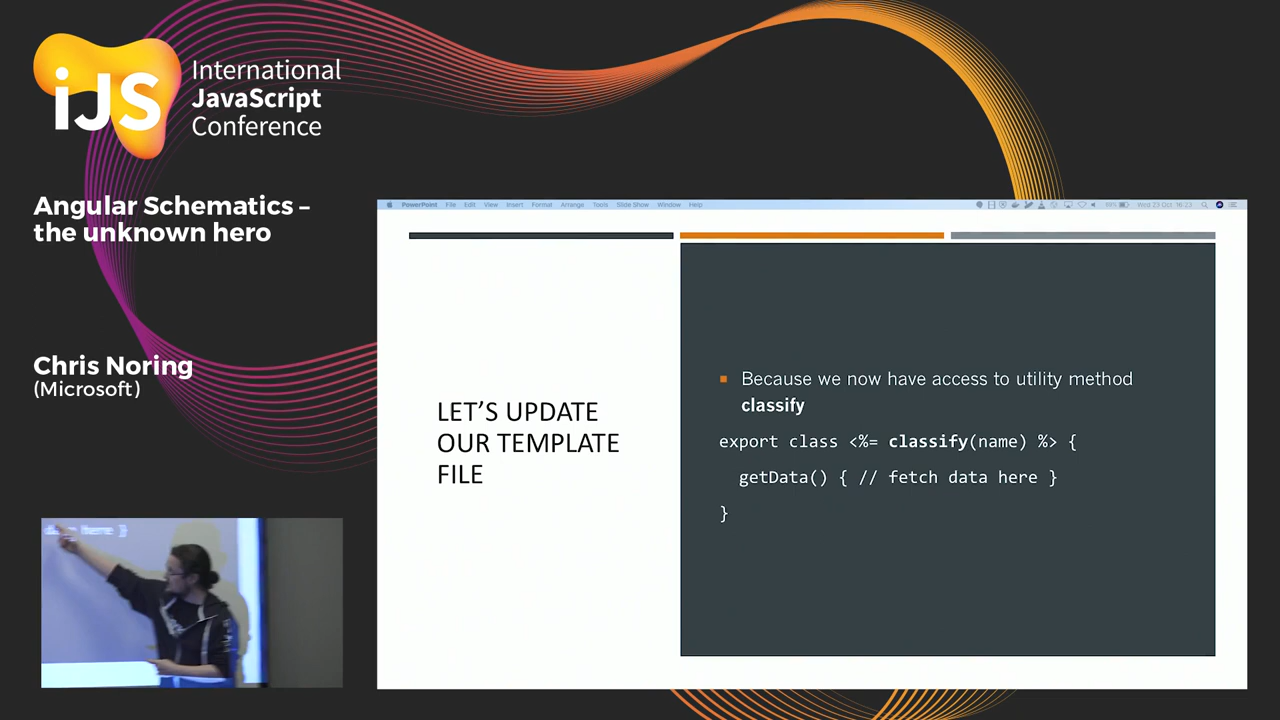 iJS
International
JavaScript
Conference
Angular Schematics –
the unknown hero
Chris Noring
(Microsoft)
PowerPoint File Edit View Insert Format Arrange Tools Slide Show Window Help
Wed 23 Oct 16:23
LET’S UPDATE
OUR TEMPLATE
FILE
Because we now have access to utility method
classify
export class <%= classify(name) %> {
getData() { // fetch data here }
}
here }